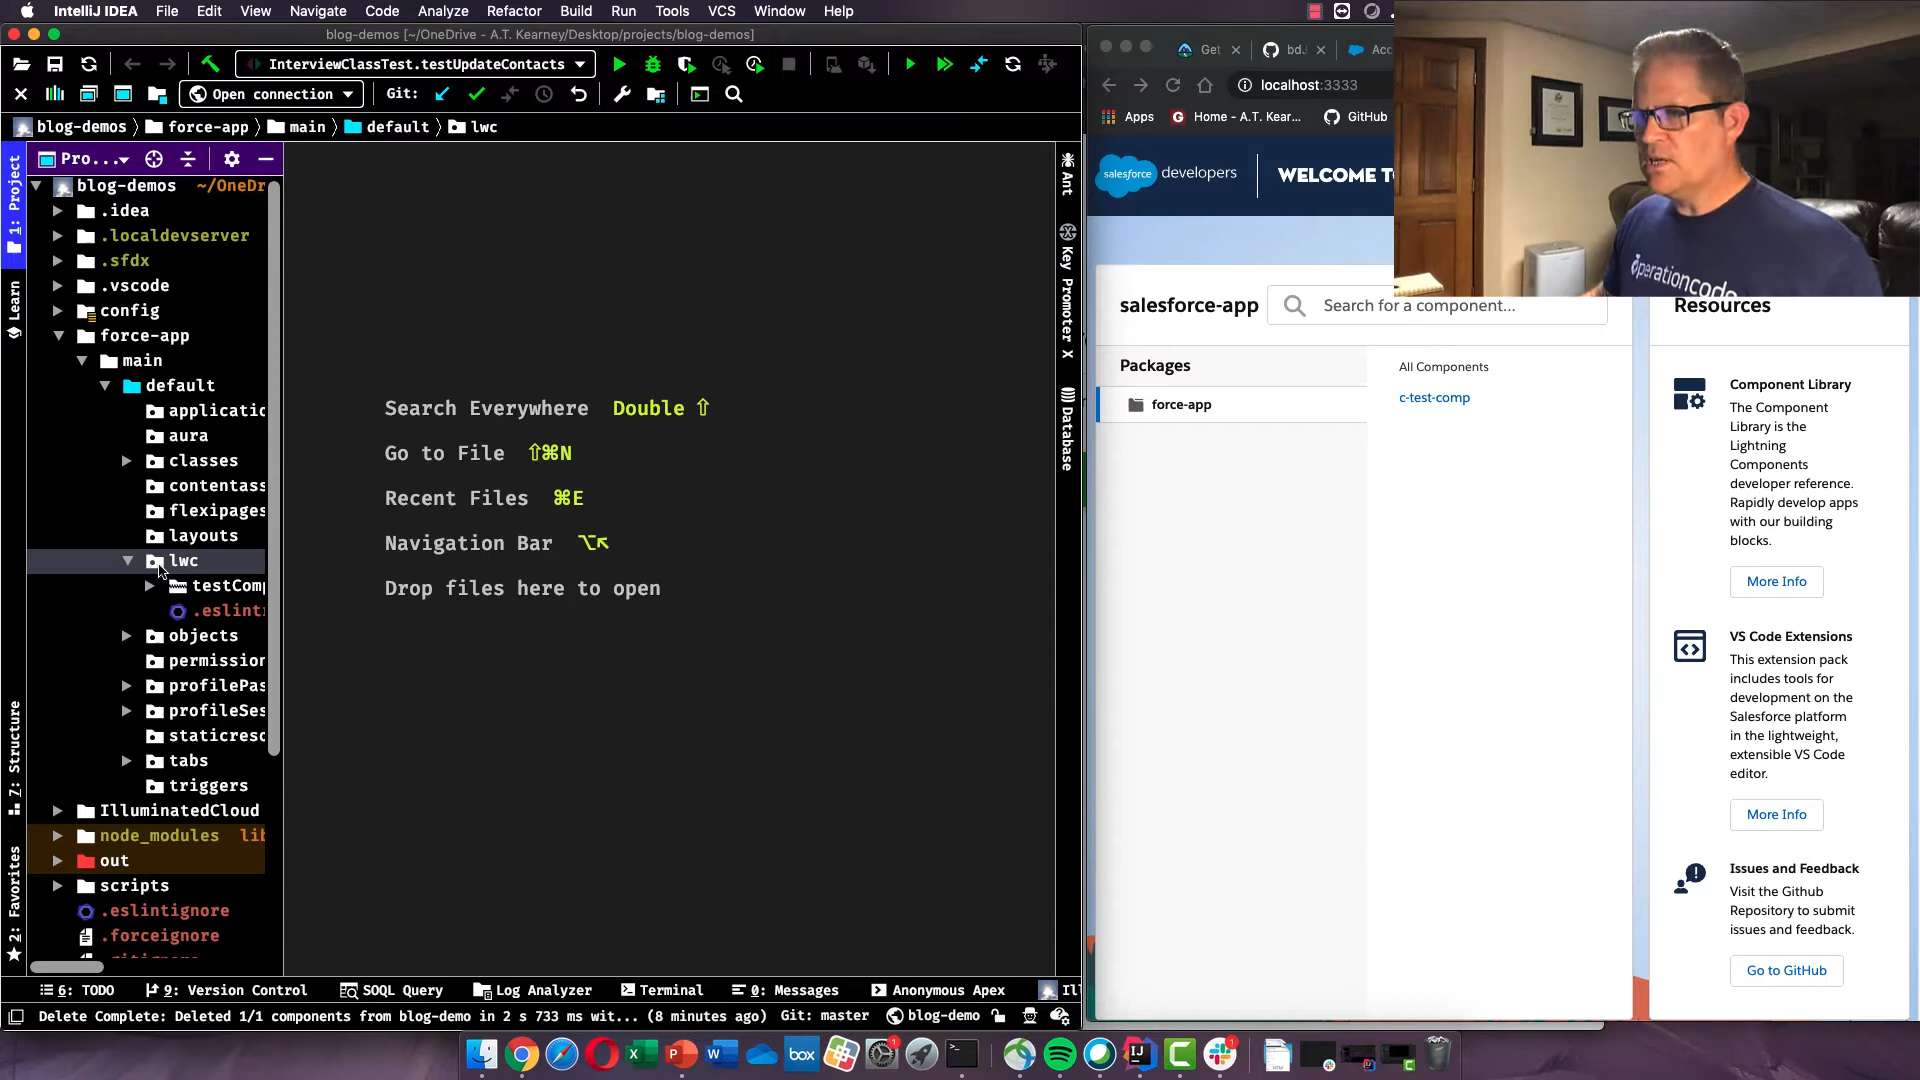 IntelliJ IDEA File Edit View Navigate Code Analyze Refactor Build Run Tools VCS Window Help
blog-demos [~/OneDrive - A.T. Kearney/Desktop/projects/blog-demos]
InterviewClassTest.testUpdateContacts
Open connection Git:
blog-demos force-app main default lwc
1: Project
Learn
7: Structure
2: Favorites
Pro...
blog-demos ~/OneDr
.idea
.localdevserver
.sfdx
.vscode
config
force-app
main
default
applicatio
aura
classes
contentass
flexipages
layouts
lwc
testComp
.eslint
objects
permission
profilePas
profileSes
staticreso
tabs
triggers
IlluminatedCloud
node_modules lib
out
scripts
.eslintignore
.forceignore
Search Everywhere Double ⇧
Go to File ⇧⌘N
Recent Files ⌘E
Navigation Bar ⌥↖
Drop files here to open
Ant
Key Promoter X
Database
6: TODO 9: Version Control SOQL Query Log Analyzer Terminal 0: Messages Anonymous Apex Il
Delete Complete: Deleted 1/1 components from blog-demo in 2 s 733 ms wit... (8 minutes ago) Git: master blog-demo
Get bd. Acc
localhost:3333
Apps Home - A.T. Kear... GitHub
salesforce developers WELCOME T
salesforce-app Search for a component...
Packages
force-app
All Components
c-test-comp
Resources
Component Library
The Component
Library is the
Lightning
Components
developer reference.
Rapidly develop apps
with our building
blocks.
More Info
VS Code Extensions
This extension pack
includes tools for
development on the
Salesforce platform
in the lightweight,
extensible VS Code
editor.
More Info
Issues and Feedback
Visit the Github
Repository to submit
issues and feedback.
Go to GitHub
operationcode
box